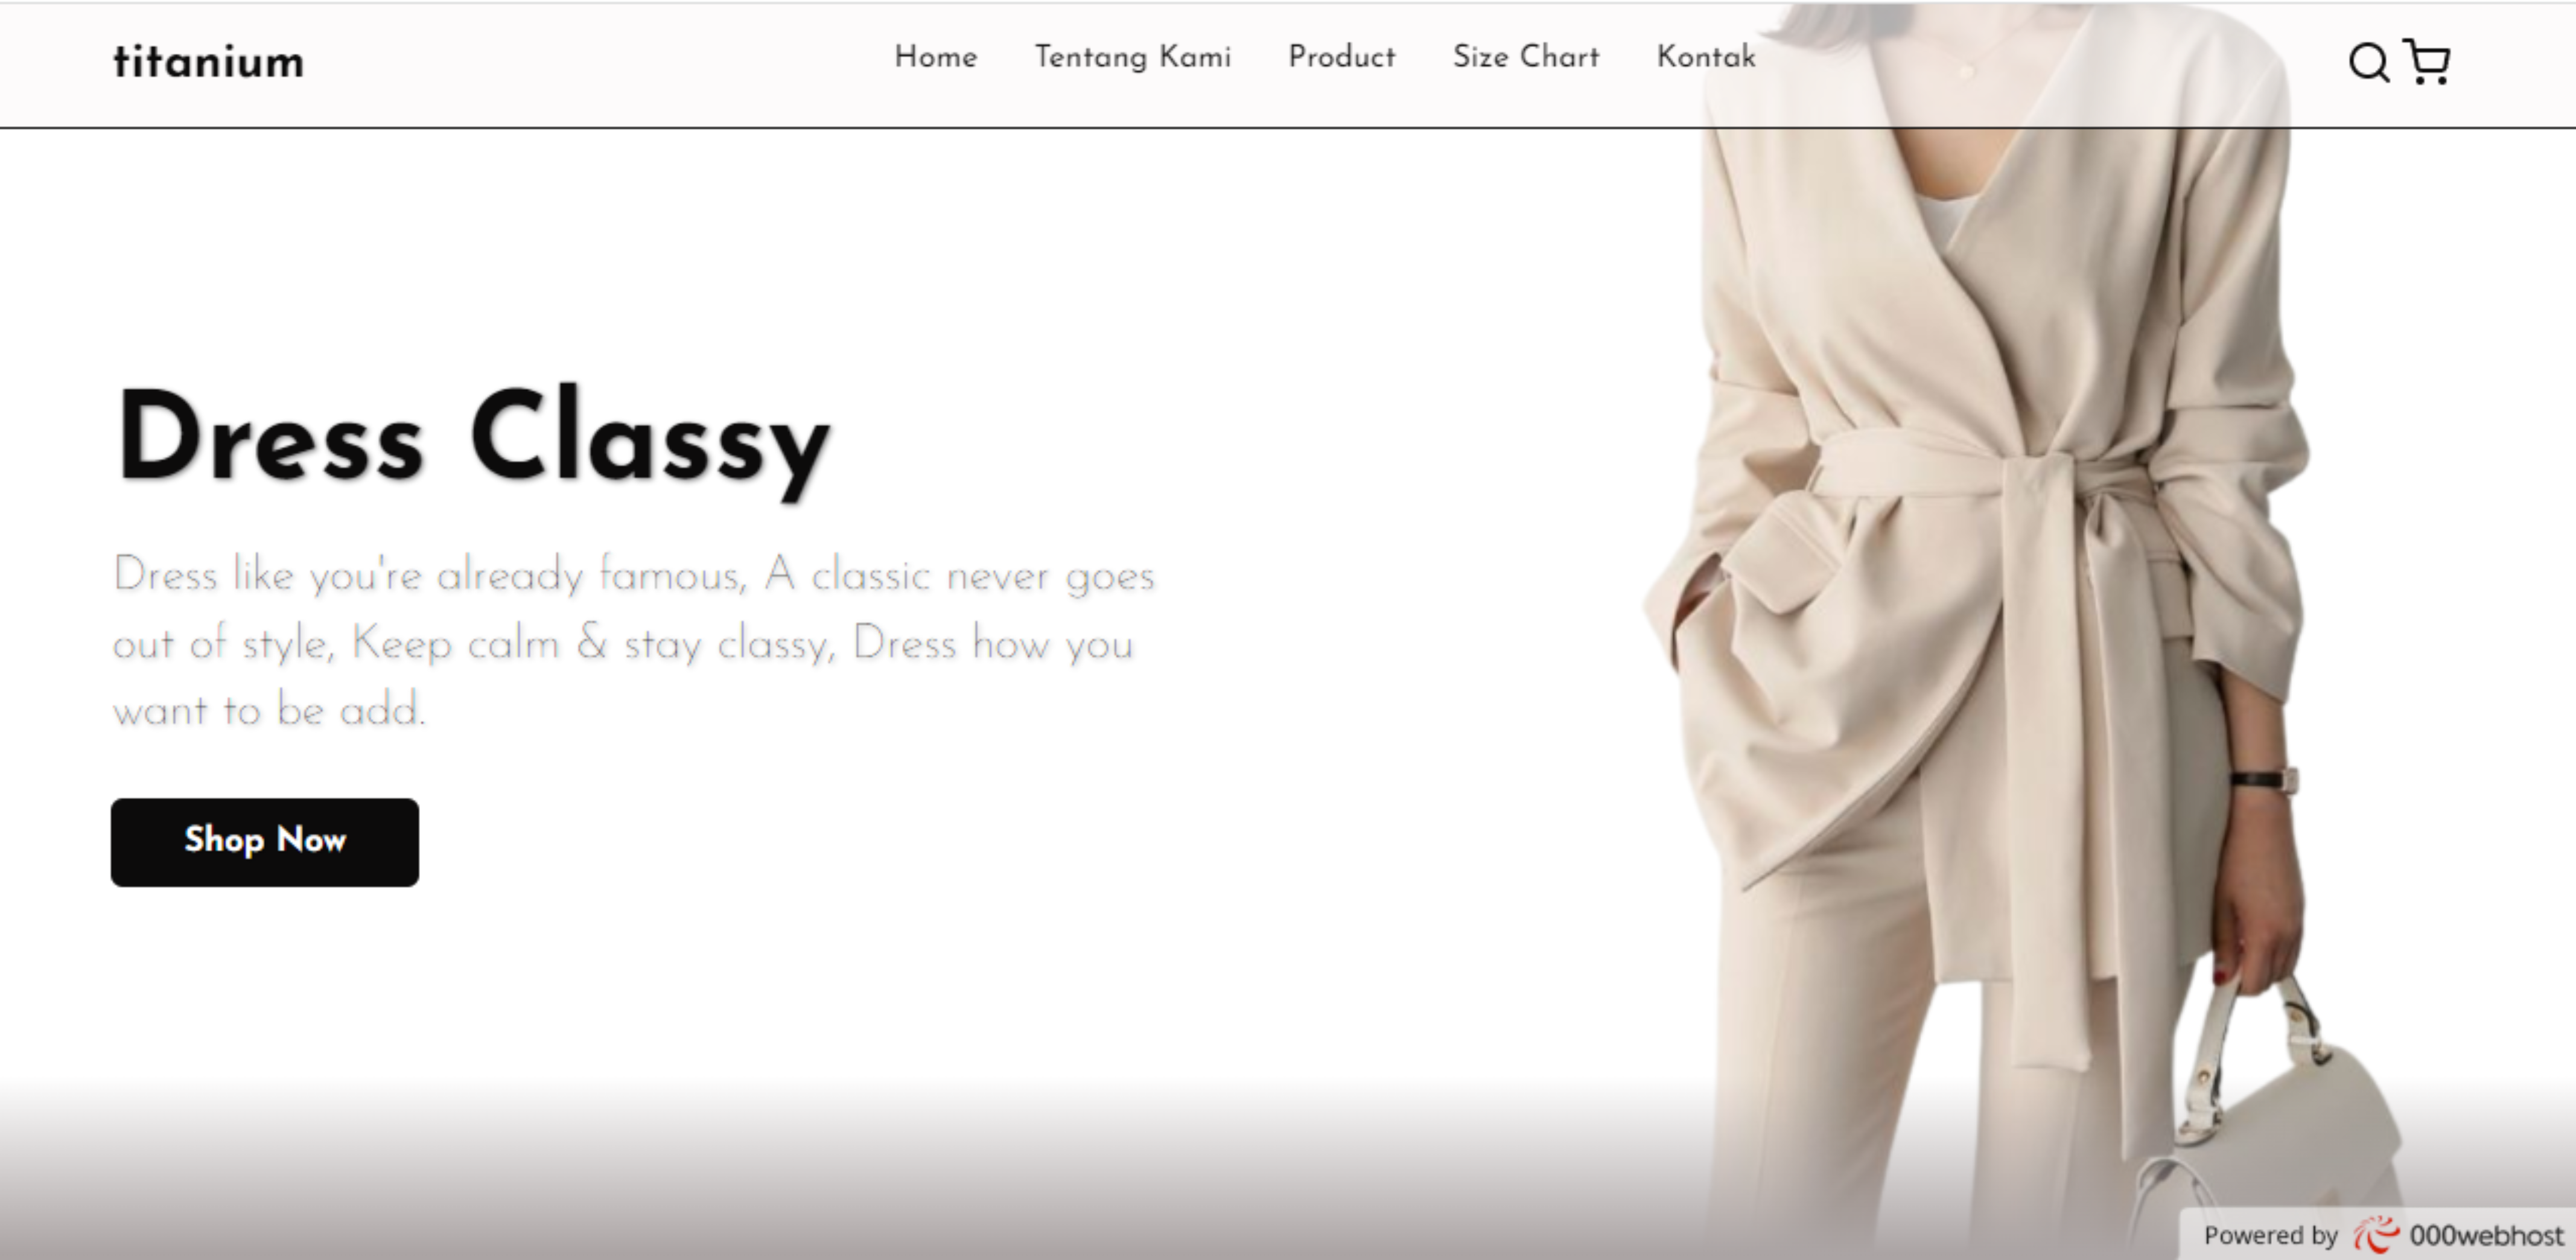 titanium
Home Tentang Kami Product Size Chart Kontak
Dress Classy
Dress like you're already famous, A classic never goes
out of style, Keep calm & stay classy, Dress how you
want to be add.
Shop Now
Powered by 000webhost